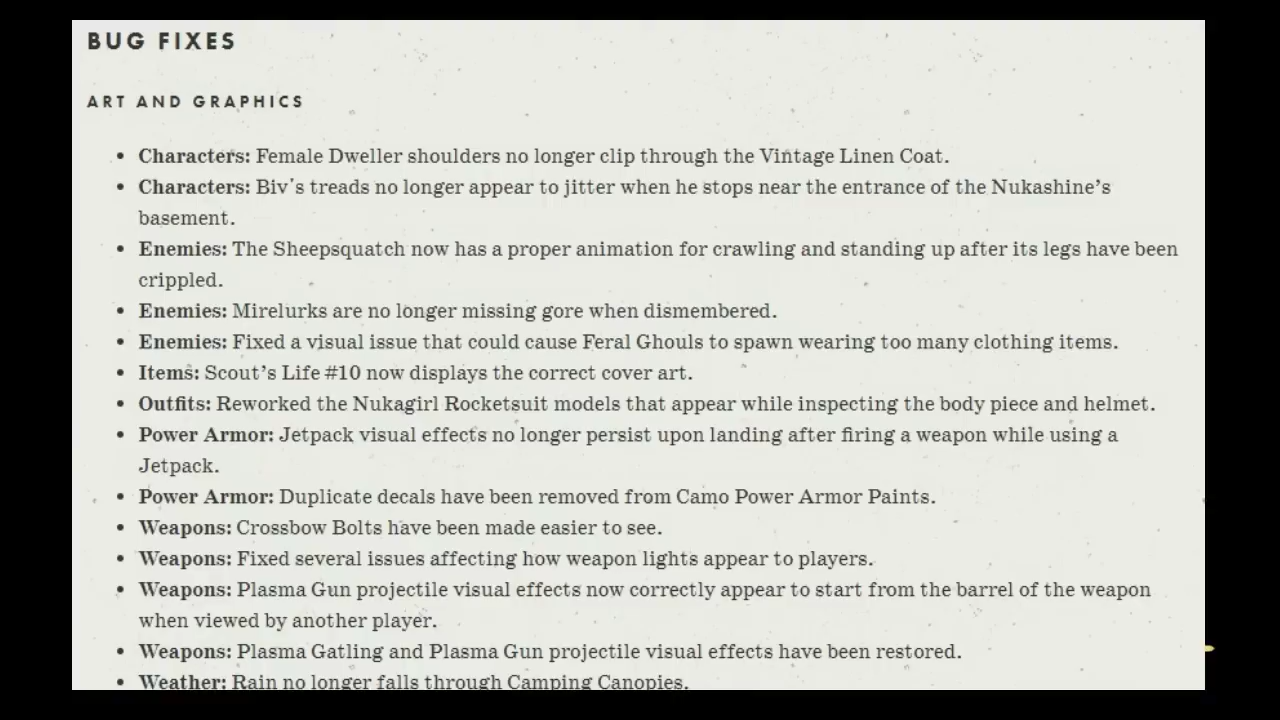 BUG FIXES
ART AND GRAPHICS
• Characters: Female Dweller shoulders no longer clip through the Vintage Linen Coat.
• Characters: Biv's treads no longer appear to jitter when he stops near the entrance of the Nukashine’s
basement.
• Enemies: The Sheepsquatch now has a proper animation for crawling and standing up after its legs have been
crippled.
• Enemies: Mirelurks are no longer missing gore when dismembered.
• Enemies: Fixed a visual issue that could cause Feral Ghouls to spawn wearing too many clothing items.
• Items: Scout’s Life #10 now displays the correct cover art.
• Outfits: Reworked the Nukagirl Rocketsuit models that appear while inspecting the body piece and helmet.
• Power Armor: Jetpack visual effects no longer persist upon landing after firing a weapon while using a
Jetpack.
• Power Armor: Duplicate decals have been removed from Camo Power Armor Paints.
• Weapons: Crossbow Bolts have been made easier to see.
• Weapons: Fixed several issues affecting how weapon lights appear to players.
• Weapons: Plasma Gun projectile visual effects now correctly appear to start from the barrel of the weapon
when viewed by another player.
• Weapons: Plasma Gatling and Plasma Gun projectile visual effects have been restored.
• Weather: Rain no longer falls through Camping Canopies.